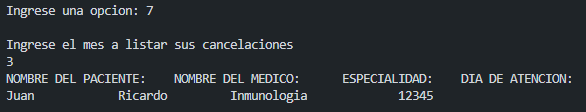 Ingrese una opcion: 7
Ingrese el mes a listar sus cancelaciones
3
NOMBRE DEL PACIENTE: NOMBRE DEL MEDICO: ESPECIALIDAD: DIA DE ATENCION:
Juan Ricardo Inmunologia 12345